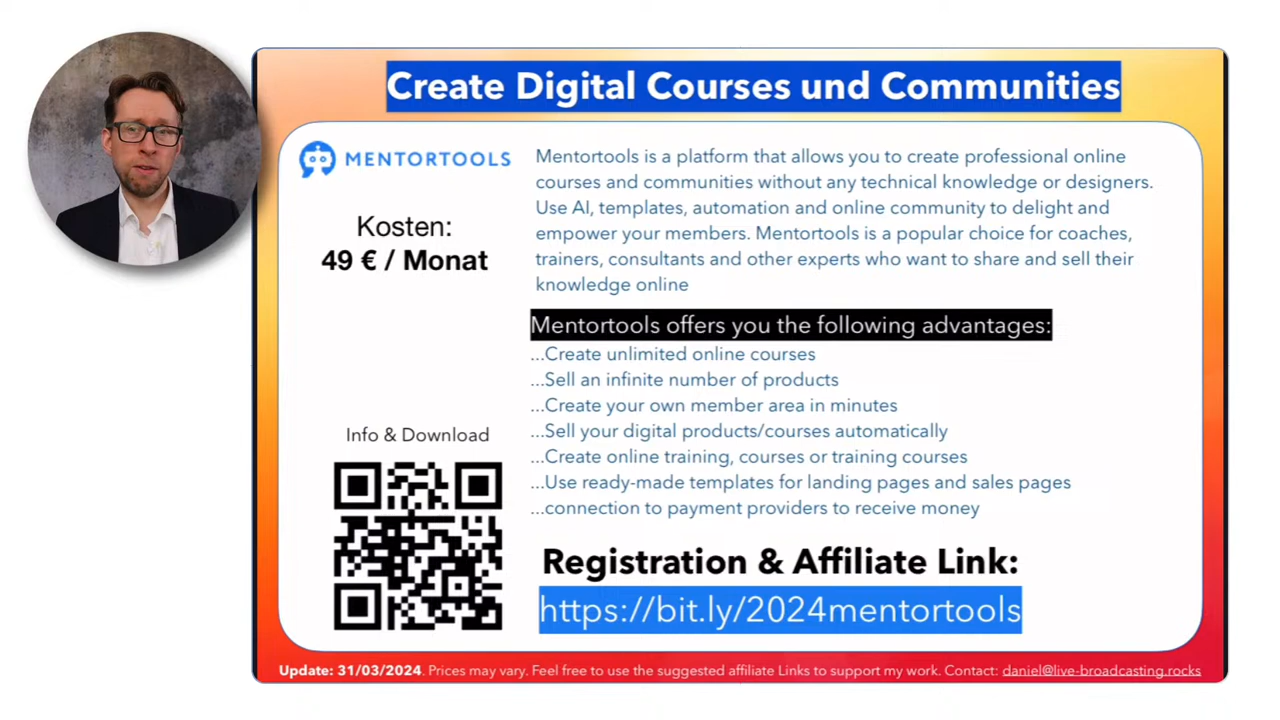 Create Digital Courses und Communities
MENTORTOOLS
Kosten:
49 € / Monat
Mentortools is a platform that allows you to create professional online
courses and communities without any technical knowledge or designers.
Use AI, templates, automation and online community to delight and
empower your members. Mentortools is a popular choice for coaches,
trainers, consultants and other experts who want to share and sell their
knowledge online
Mentortools offers you the following advantages:
...Create unlimited online courses
...Sell an infinite number of products
...Create your own member area in minutes
...Sell your digital products/courses automatically
...Create online training, courses or training courses
...Use ready-made templates for landing pages and sales pages
...connection to payment providers to receive money
Info & Download
Registration & Affiliate Link:
https://bit.ly/2024mentortools
Update: 31/03/2024. Prices may vary. Feel free to use the suggested affiliate Links to support my work. Contact: daniel@live-broadcasting.rocks